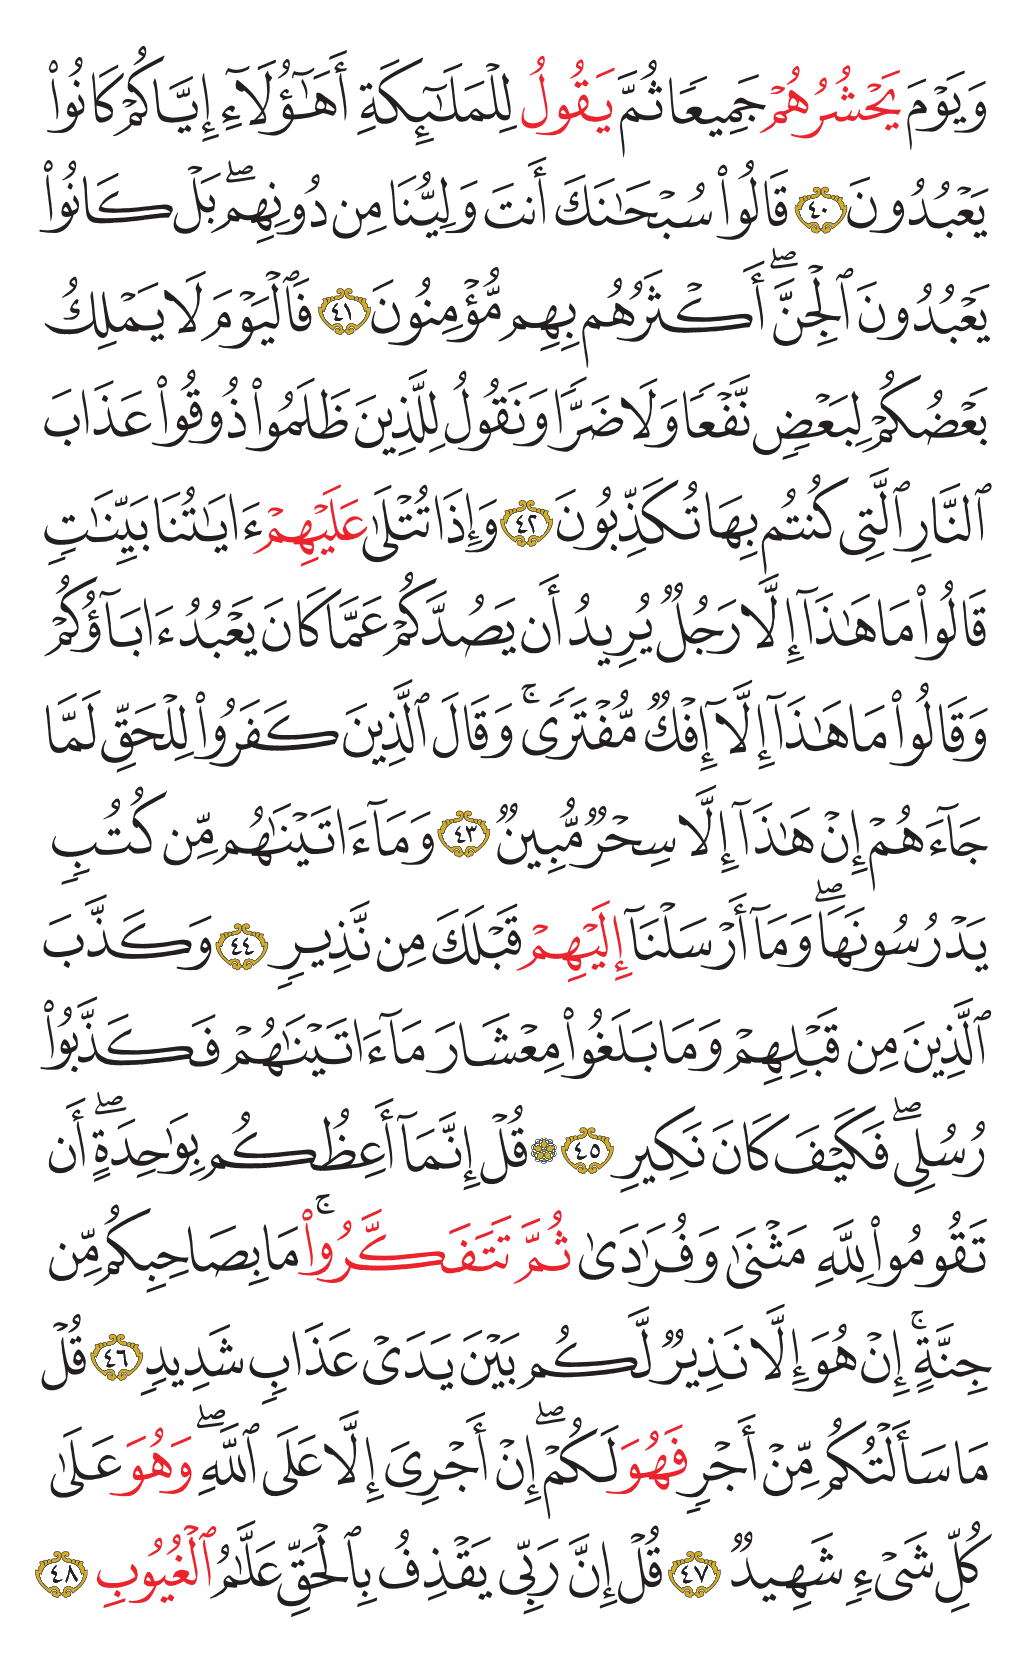 وَيَوْمَ يَحْشُرُهُمْ جَمِيعًا ثُمَّ يَقُولُ لِلْمَلَـٰٓئِكَةِ أَهَـٰٓؤُلَآءِ إِيَّاكُمْ كَانُوا۟
يَعْبُدُونَ ٤٠ قَالُوا۟ سُبْحَـٰنَكَ أَنتَ وَلِيُّنَا مِن دُونِهِمۖ بَلْ كَانُوا۟
يَعْبُدُونَ ٱلْجِنَّۖ أَكْثَرُهُم بِهِم مُّؤْمِنُونَ ٤١ فَٱلْيَوْمَ لَا يَمْلِكُ
بَعْضُكُمْ لِبَعْضٍ نَّفْعًا وَلَا ضَرًّا وَنَقُولُ لِلَّذِينَ ظَلَمُوا۟ ذُوقُوا۟ عَذَابَ
ٱلنَّارِ ٱلَّتِى كُنتُم بِهَا تُكَذِّبُونَ ٤٢ وَإِذَا تُتْلَىٰ عَلَيْهِمْ ءَايَـٰتُنَا بَيِّنَـٰتٍ
قَالُوا۟ مَا هَـٰذَآ إِلَّا رَجُلٌ يُرِيدُ أَن يَصُدَّكُمْ عَمَّا كَانَ يَعْبُدُ ءَابَآؤُكُمْ
وَقَالُوا۟ مَا هَـٰذَآ إِلَّآ إِفْكٌ مُّفْتَرًىۚ وَقَالَ ٱلَّذِينَ كَفَرُوا۟ لِلْحَقِّ لَمَّا
جَآءَهُمْ إِنْ هَـٰذَآ إِلَّا سِحْرٌ مُّبِينٌ ٤٣ وَمَآ ءَاتَيْنَـٰهُم مِّن كُتُبٍ
يَدْرُسُونَهَاۖ وَمَآ أَرْسَلْنَآ إِلَيْهِمْ قَبْلَكَ مِن نَّذِيرٍ ٤٤ وَكَذَّبَ
ٱلَّذِينَ مِن قَبْلِهِمْ وَمَا بَلَغُوا۟ مِعْشَارَ مَآ ءَاتَيْنَـٰهُمْ فَكَذَّبُوا۟
رُسُلِىۖ فَكَيْفَ كَانَ نَكِيرِ ٤٥ ۞ قُلْ إِنَّمَآ أَعِظُكُم بِوَٰحِدَةٍۖ أَن
تَقُومُوا۟ لِلَّهِ مَثْنَىٰ وَفُرَٰدَىٰ ثُمَّ تَتَفَكَّرُوا۟ۚ مَا بِصَاحِبِكُم مِّن
جِنَّةٍۚ إِنْ هُوَ إِلَّا نَذِيرٌ لَّكُم بَيْنَ يَدَىْ عَذَابٍ شَدِيدٍ ٤٦ قُلْ
مَا سَأَلْتُكُم مِّنْ أَجْرٍ فَهُوَ لَكُمْۖ إِنْ أَجْرِىَ إِلَّا عَلَى ٱللَّهِۖ وَهُوَ عَلَىٰ
كُلِّ شَىْءٍ شَهِيدٌ ٤٧ قُلْ إِنَّ رَبِّى يَقْذِفُ بِٱلْحَقِّ عَلَّـٰمُ ٱلْغُيُوبِ ٤٨